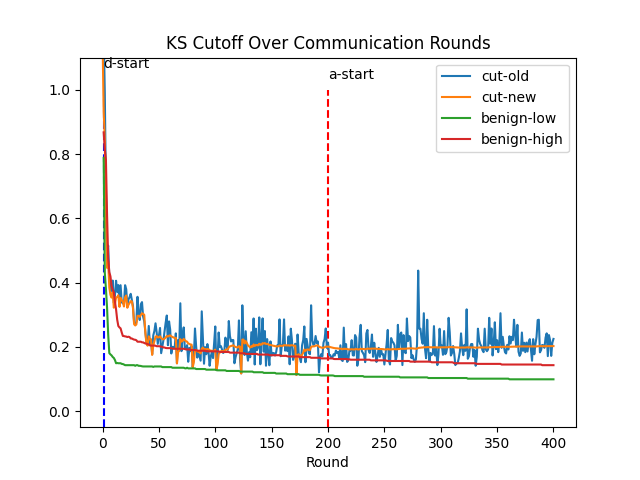 KS Cutoff Over Communication Rounds
d-start
a-start
cut-old
cut-new
benign-low
benign-high
1.0
0.8
0.6
0.4
0.2
0.0
0 50 100 150 200 250 300 350 400
Round